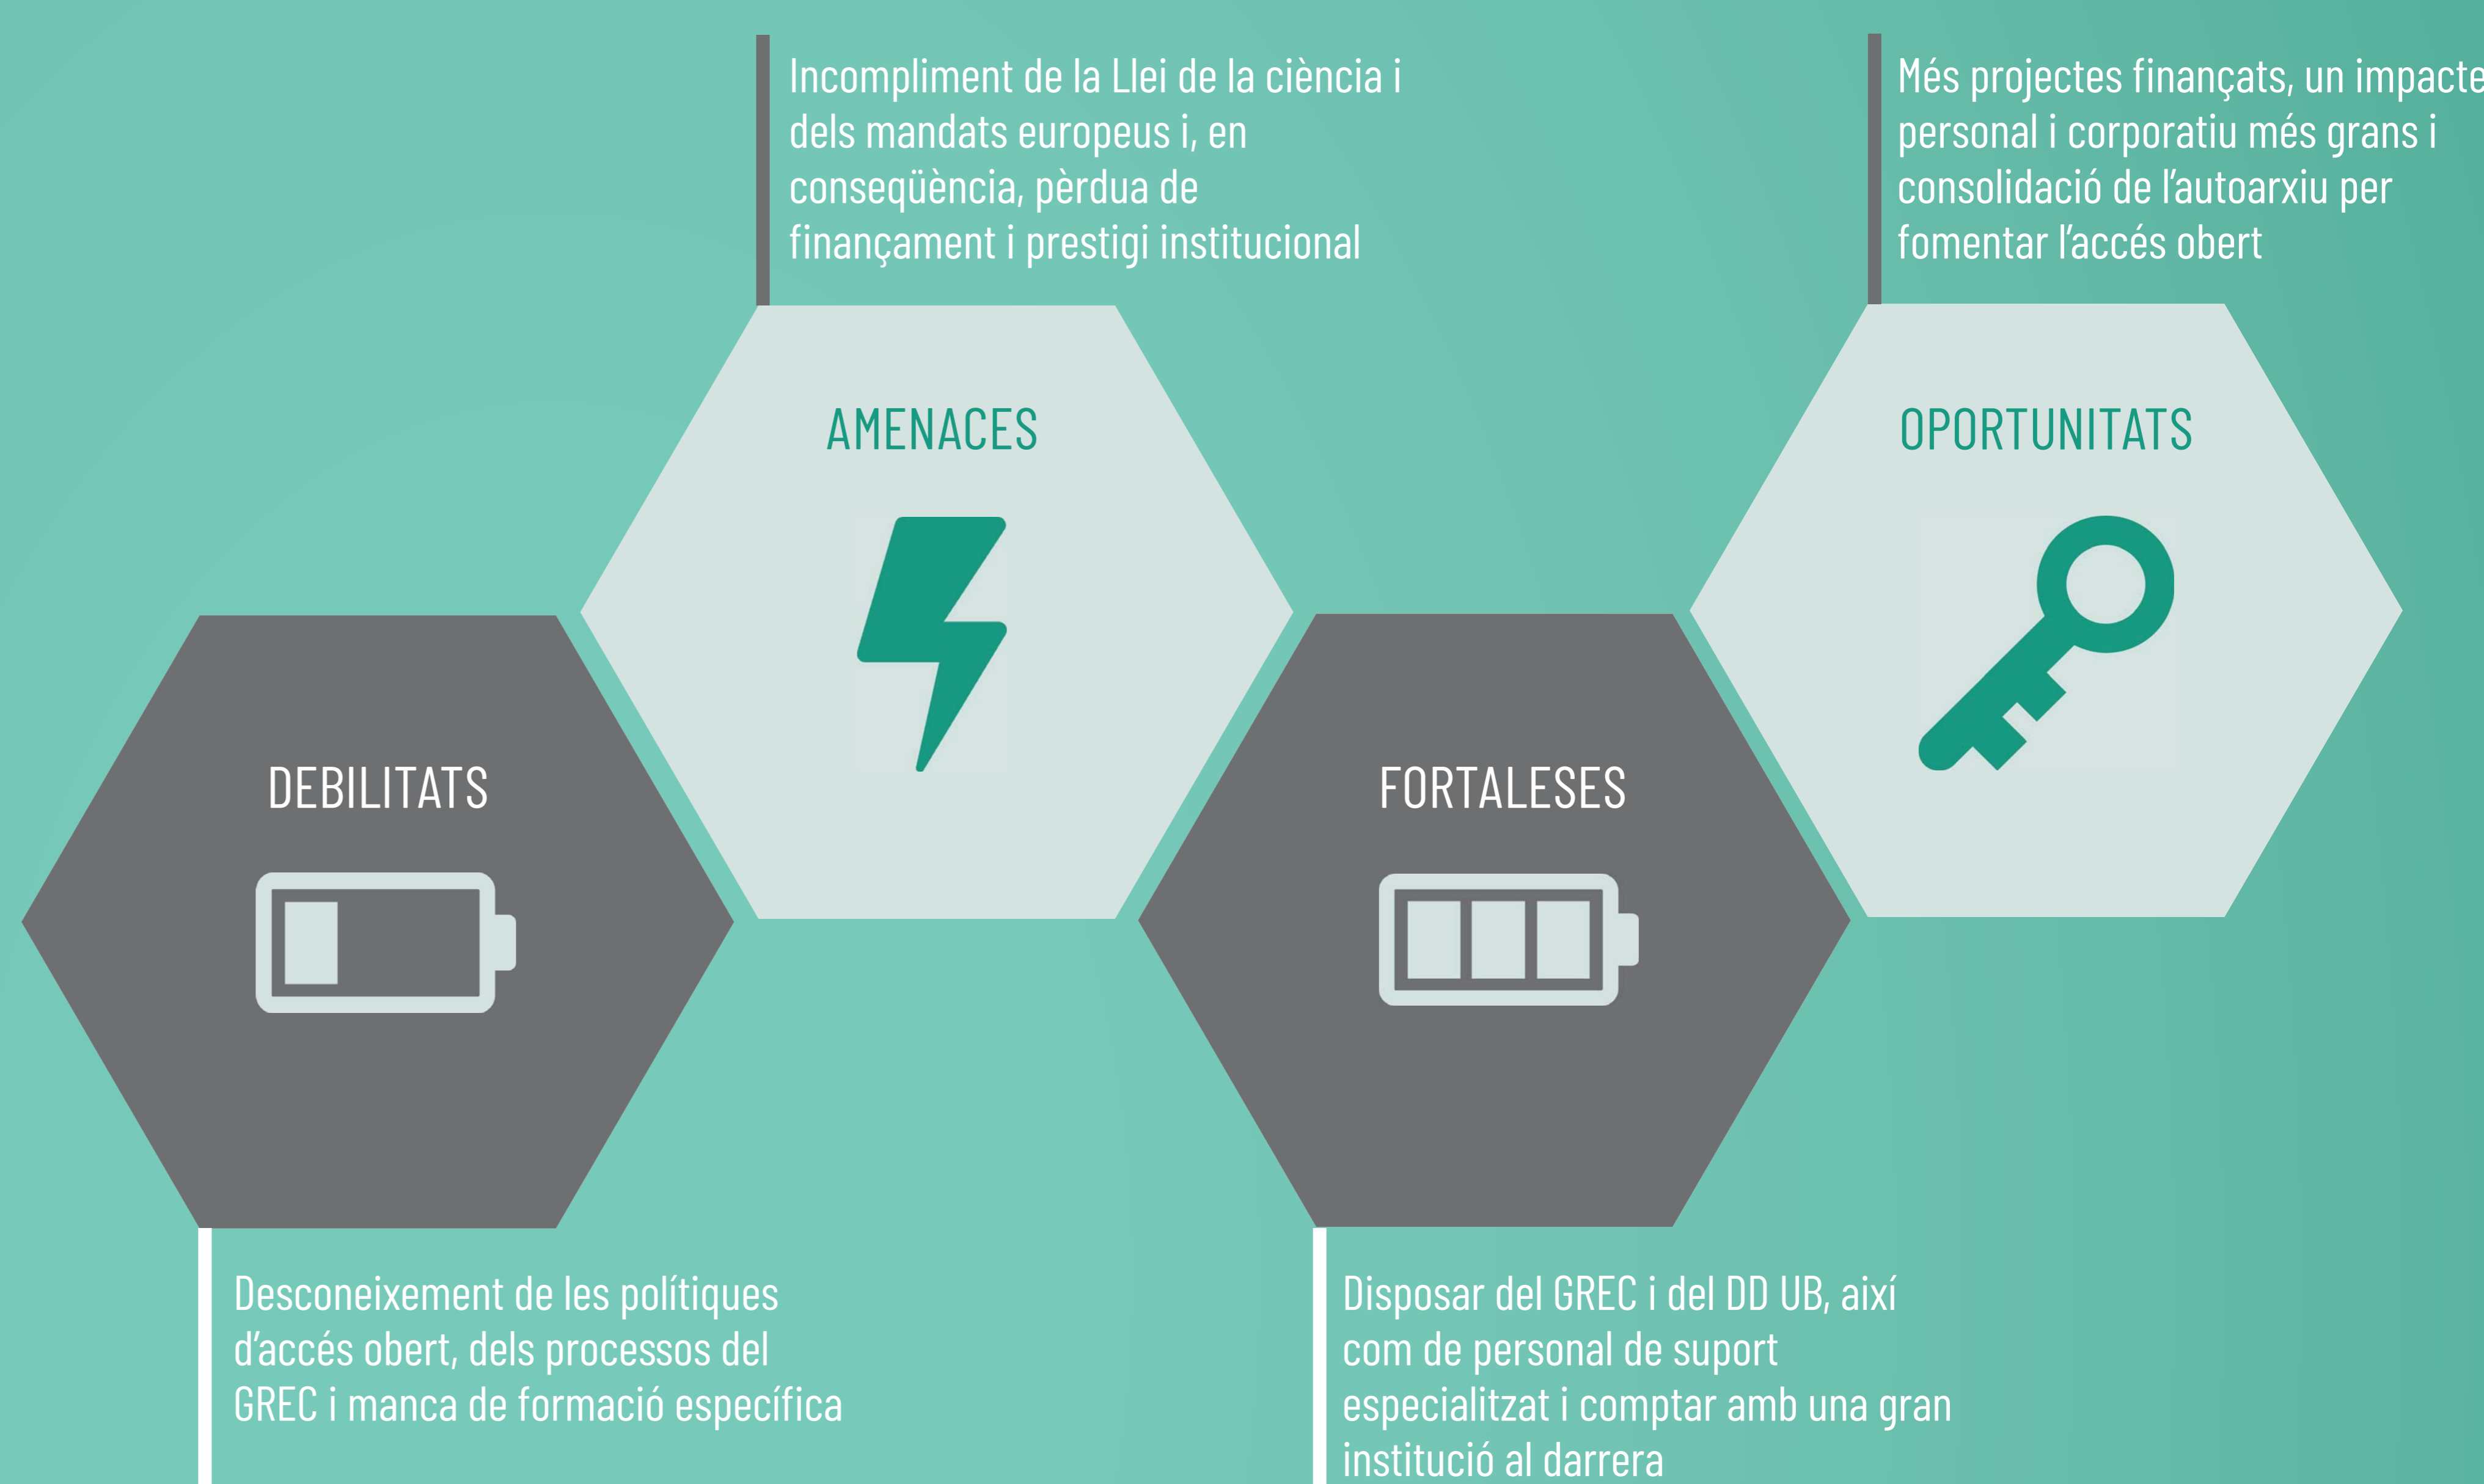 Incompliment de la Llei de la ciència i
dels mandats europeus i, en
conseqüència, pèrdua de
finançament i prestigi institucional
AMENACES
Més projectes finançats, un impacte
personal i corporatiu més grans i
consolidació de l’autoarxiu per
fomentar l’accés obert
OPORTUNITATS
DEBILITATS
Desconeixement de les polítiques
d’accés obert, dels processos del
GREC i manca de formació específica
FORTALESES
Disposar del GREC i del DD UB, així
com de personal de suport
especialitzat i comptar amb una gran
institució al darrera